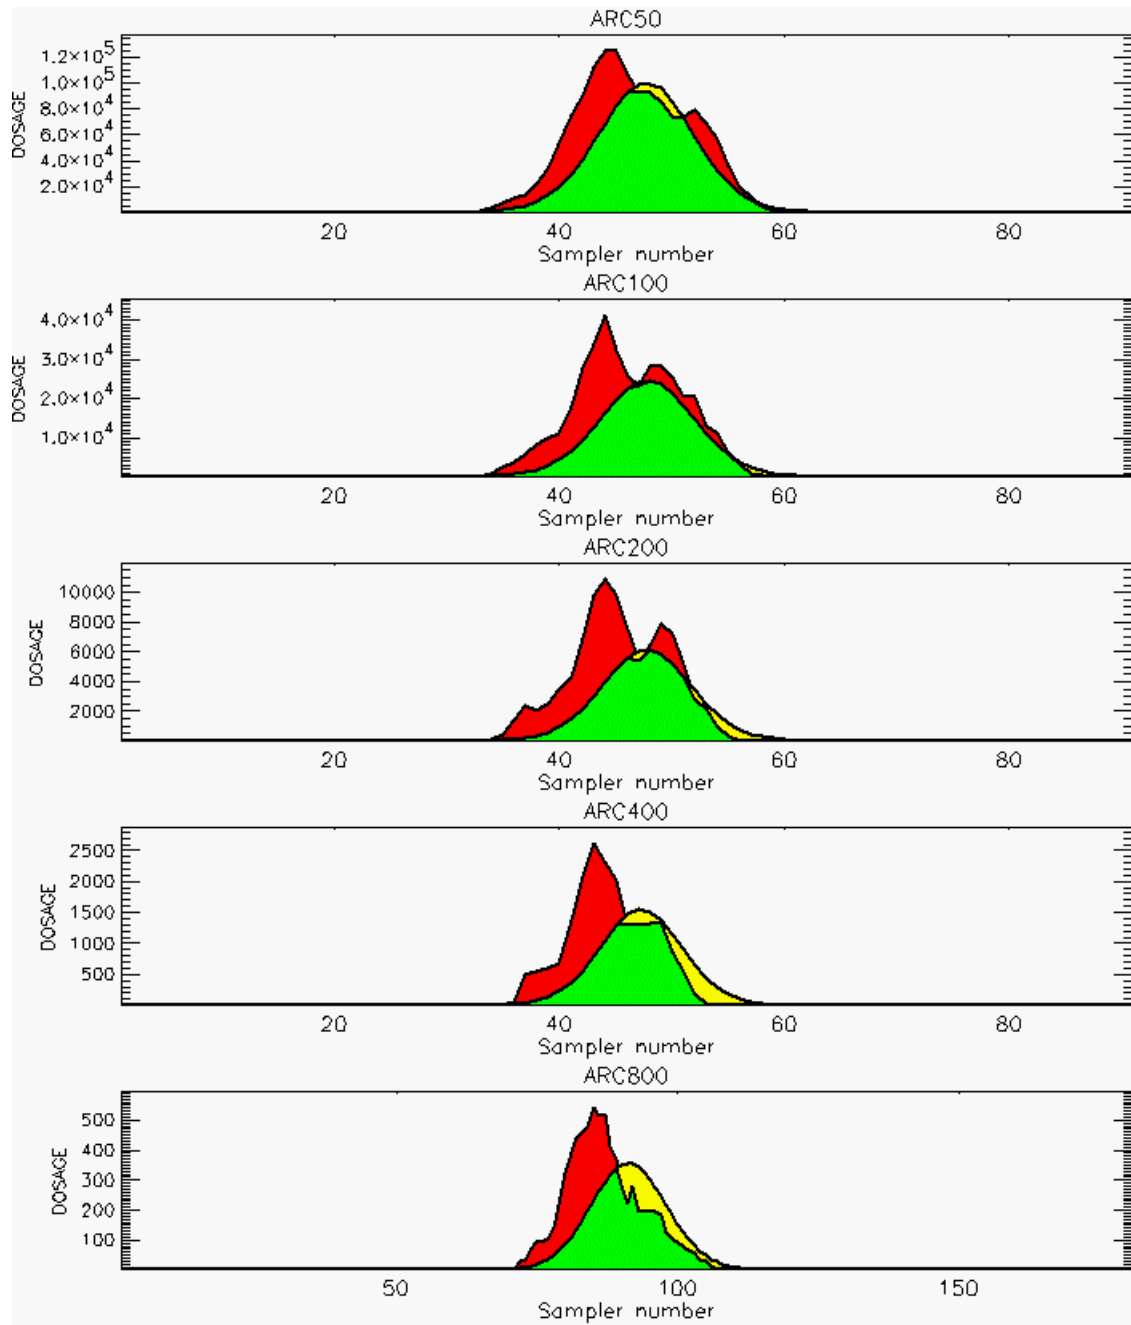 ARC50
1.2×10^5
1.0×10^5
8.0×10^4
6.0×10^4
4.0×10^4
2.0×10^4
DOSAGE
20 40 60 80
Sampler number
ARC100
4.0×10^4
3.0×10^4
2.0×10^4
1.0×10^4
DOSAGE
20 40 60 80
Sampler number
ARC200
10000
8000
6000
4000
2000
DOSAGE
20 40 60 80
Sampler number
ARC400
2500
2000
1500
1000
500
DOSAGE
20 40 60 80
Sampler number
ARC800
500
400
300
200
100
DOSAGE
50 100 150
Sampler number